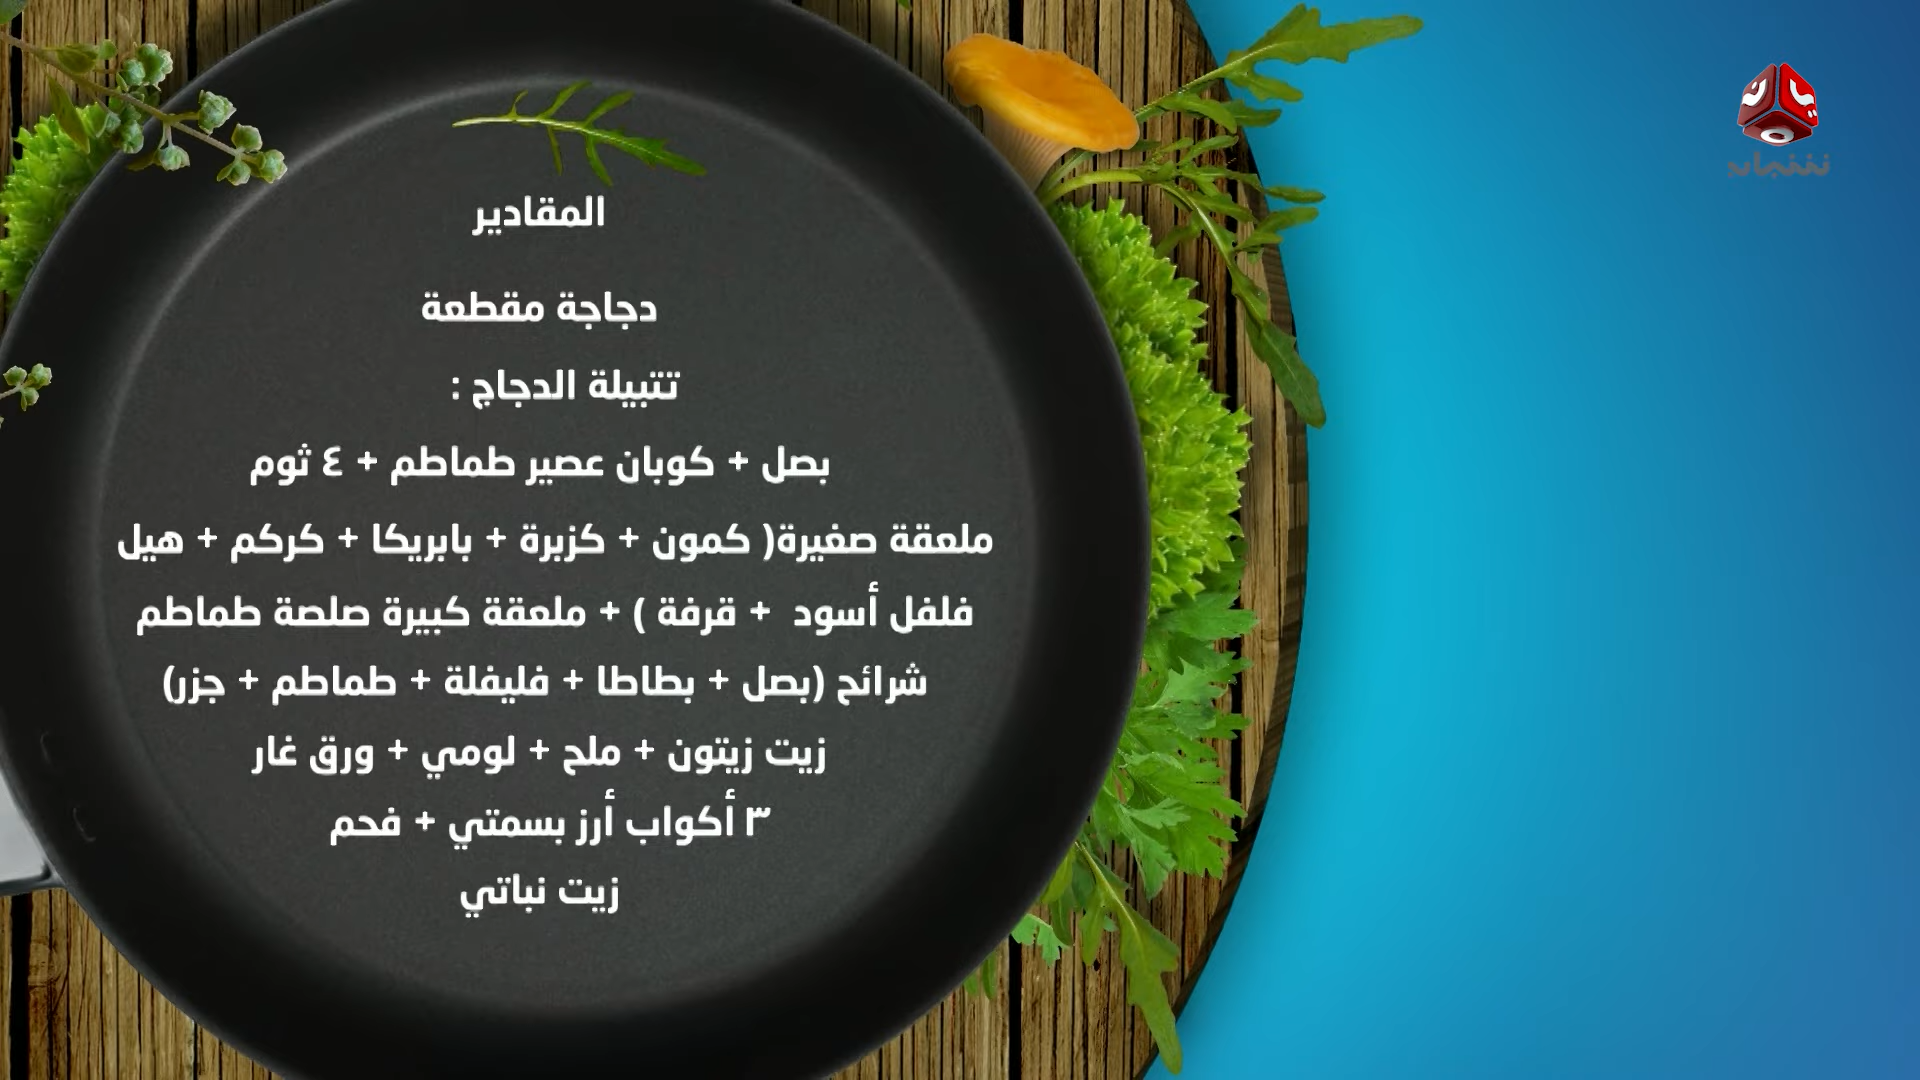 المقادير
دجاجة مقطعة
تتبيلة الدجاج :
بصل + كوبان عصير طماطم + ٤ ثوم
ملعقة صغيرة( كمون + كزبرة + بابريكا + كركم + هيل
فلفل أسود + قرفة ) + ملعقة كبيرة صلصة طماطم
شرائح (بصل + بطاطا + فليفلة + طماطم + جزر)
زيت زيتون + ملح + لومي + ورق غار
٣ أكواب أرز بسمتي + فحم
زيت نباتي